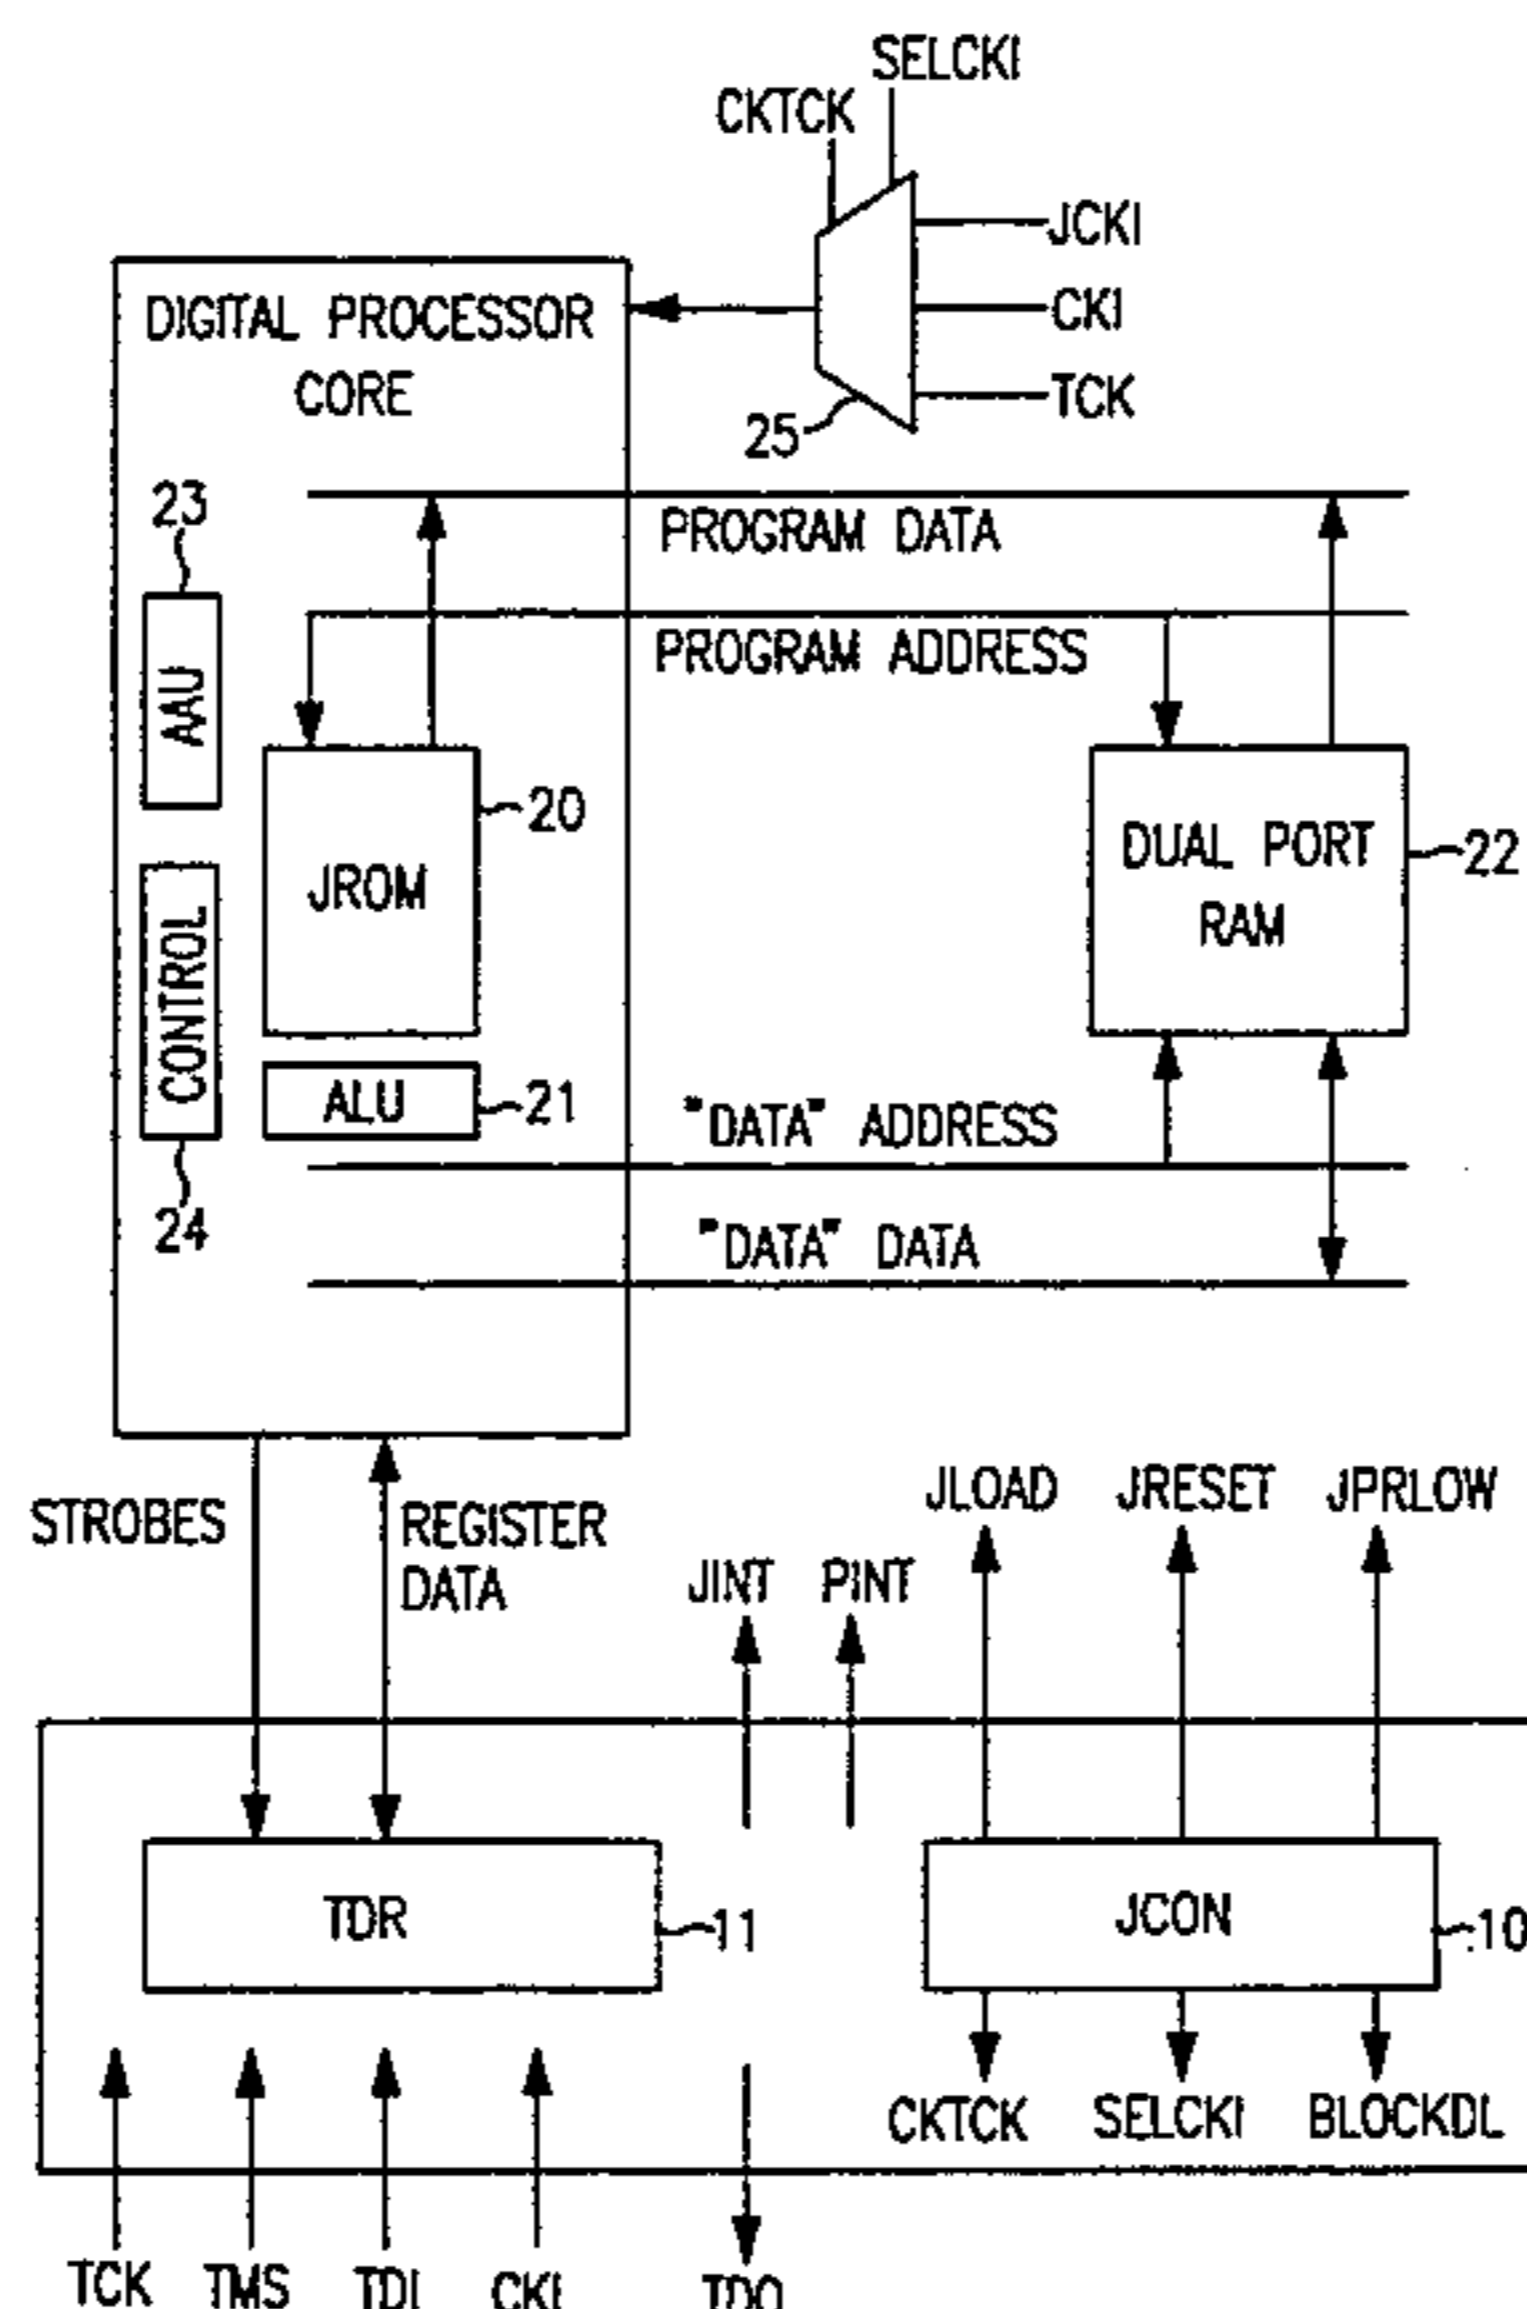 SELCKI
CKTCK
JCKI
CKI
TCK
25
DIGITAL PROCESSOR
CORE
PROGRAM DATA
PROGRAM ADDRESS
23
AAU
JROM
20
DUAL PORT
RAM
22
CONTROL
24
ALU
21
"DATA" ADDRESS
"DATA" DATA
STROBES
REGISTER
DATA
JINT
PINT
JLOAD
JRESET
JPRLOW
TDR
11
JCON
10
CKTCK
SELCKI
BLOCKDL
TCK
TMS
TDI
CKI
TDO